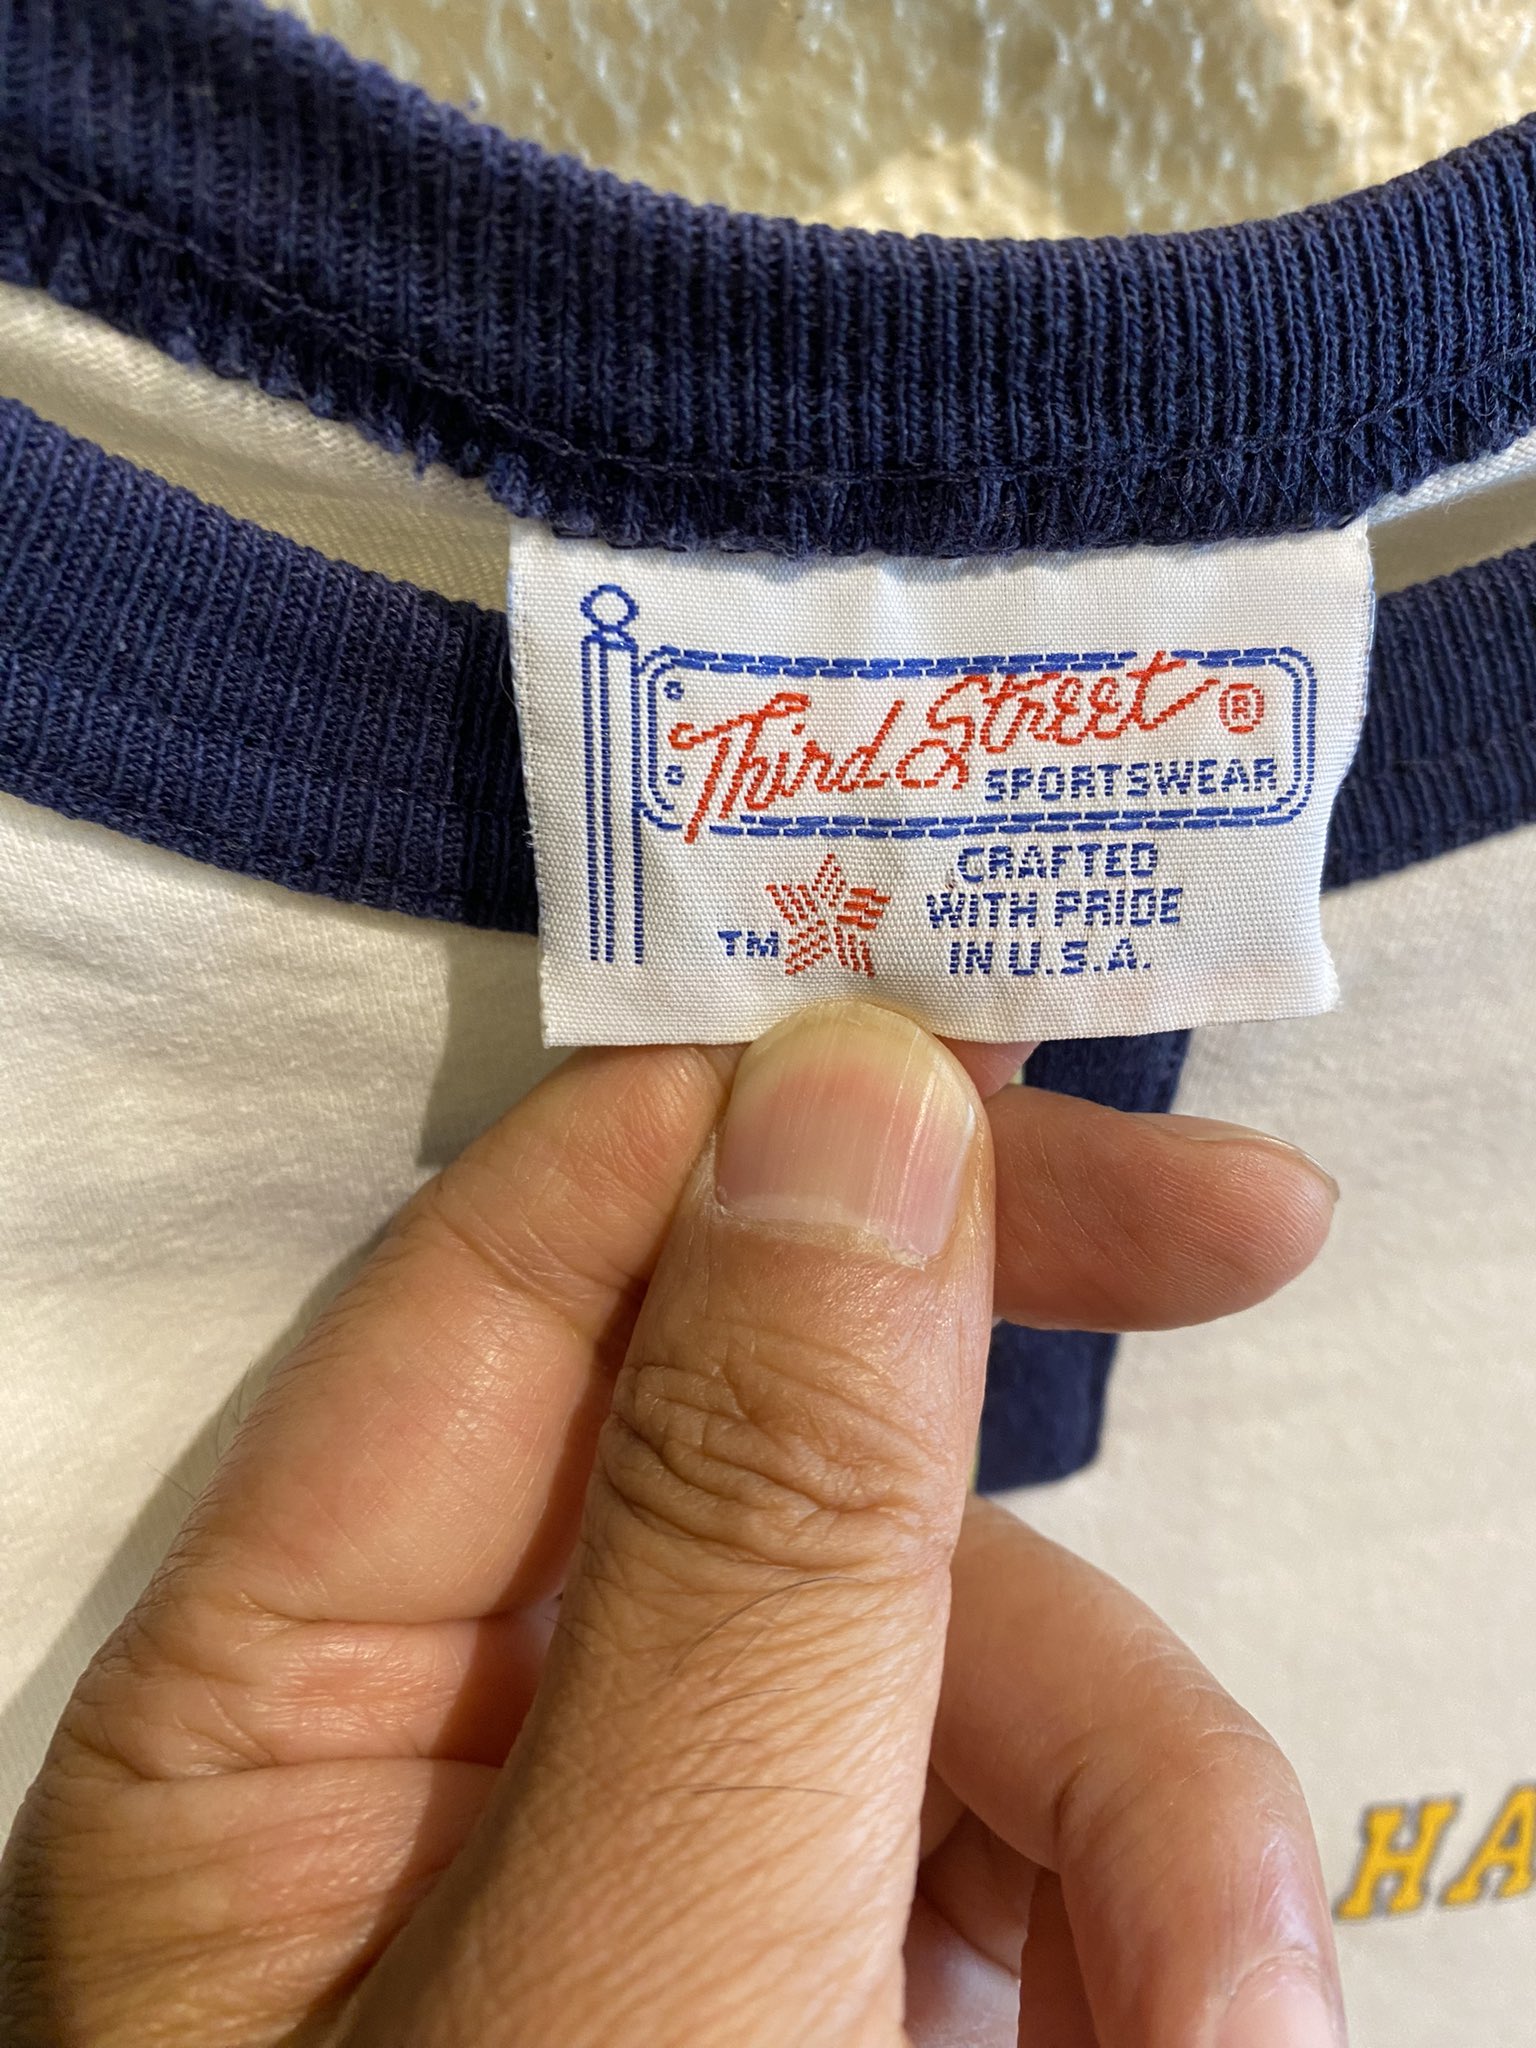 Third Street ®
SPORTSWEAR
CRAFTED
WITH PRIDE
IN U.S.A.
TM
HA